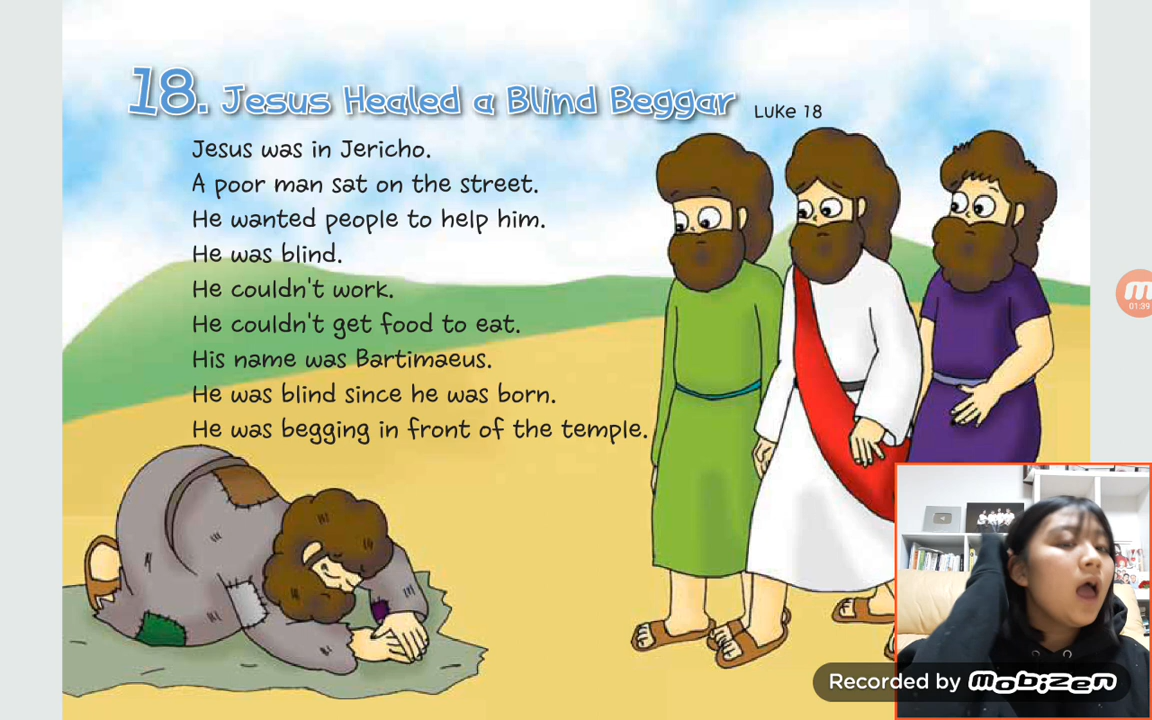 18. Jesus Healed a Blind Beggar Luke 18
Jesus was in Jericho.
A poor man sat on the street.
He wanted people to help him.
He was blind.
He couldn't work.
He couldn't get food to eat.
His name was Bartimaeus.
He was blind since he was born.
He was begging in front of the temple.
m
01:39
Recorded by mobizen